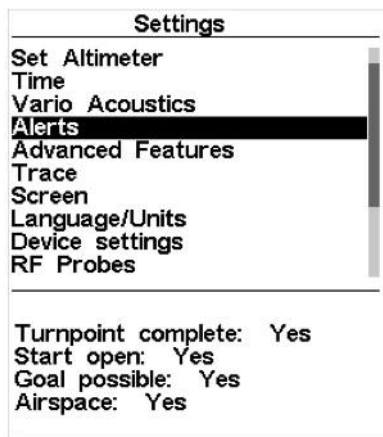 Settings
Set Altimeter
Time
Vario Acoustics
Alerts
Advanced Features
Trace
Screen
Language/Units
Device settings
RF Probes
Turnpoint complete: Yes
Start open: Yes
Goal possible: Yes
Airspace: Yes